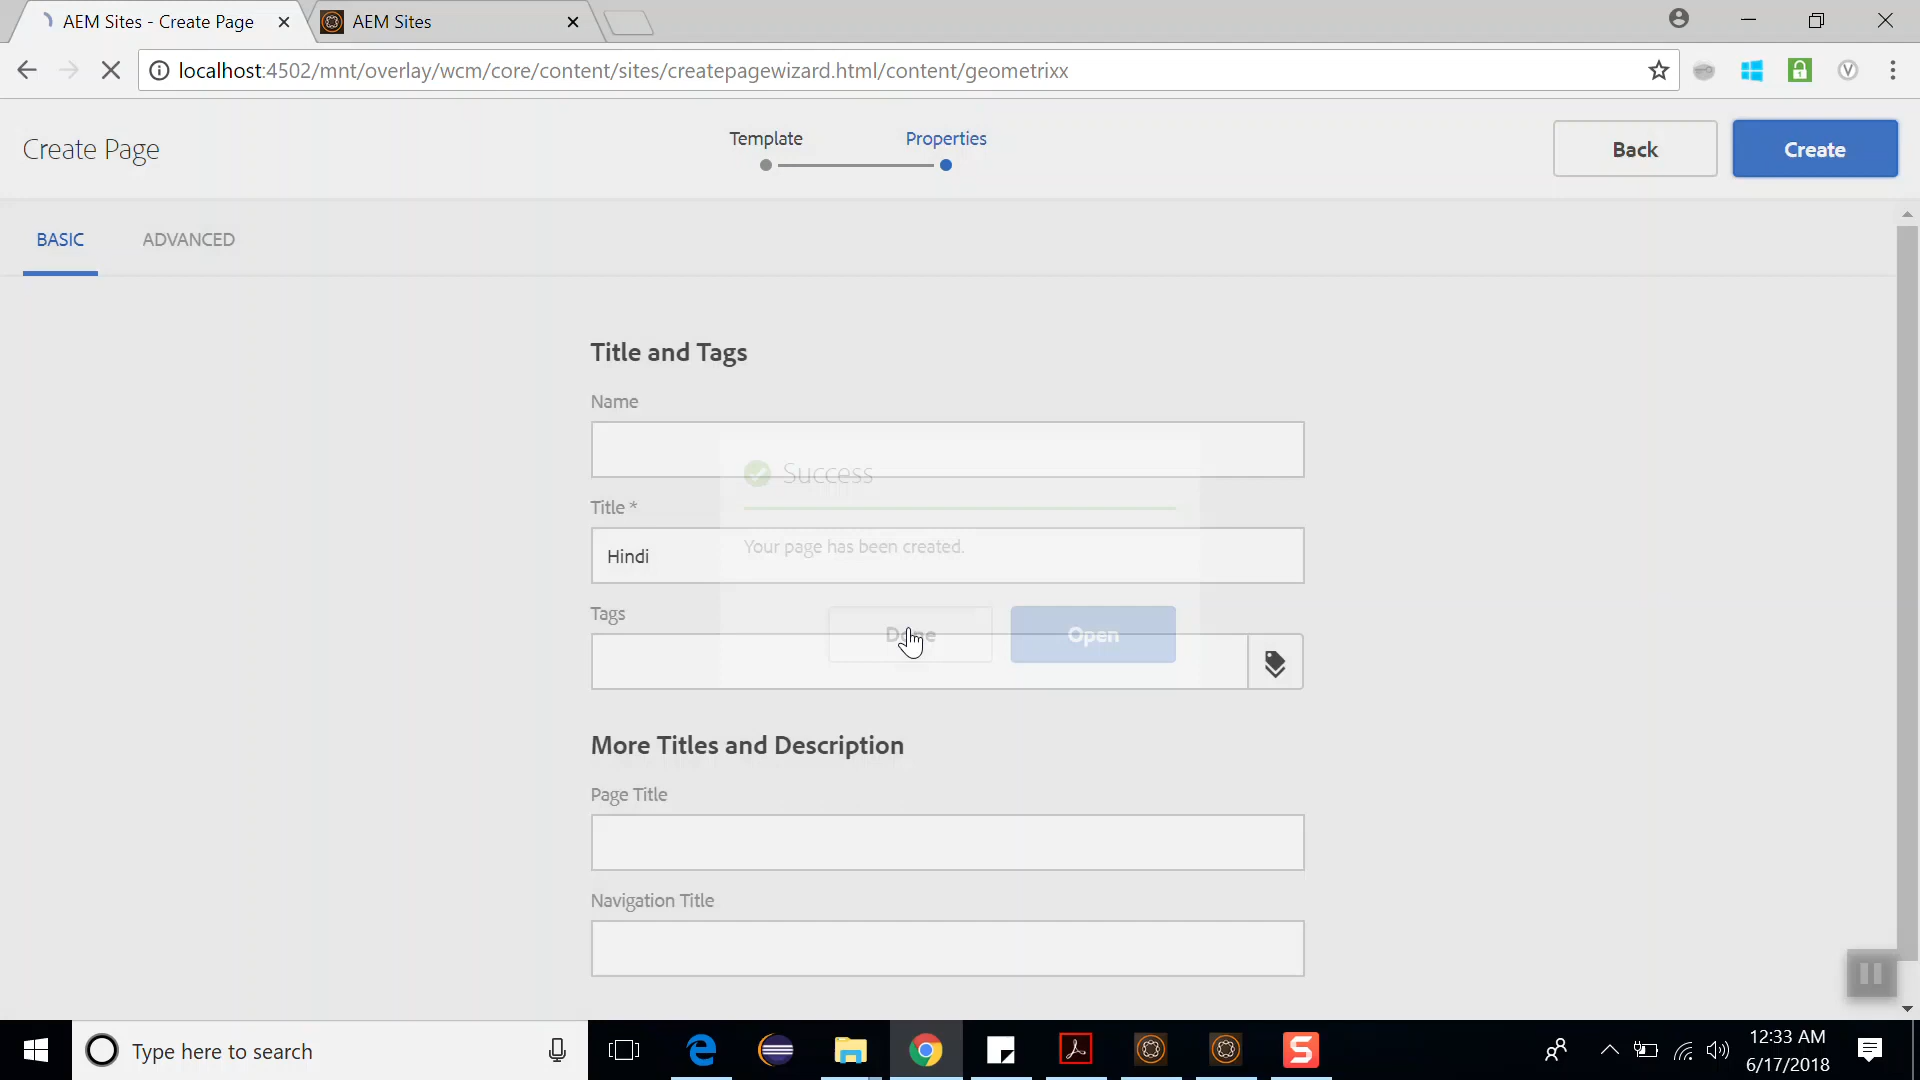 AEM Sites - Create Page
AEM Sites
localhost:4502/mnt/overlay/wcm/core/content/sites/createpagewizard.html/content/geometrixx
Create Page
Template
Properties
Back
Create
BASIC
ADVANCED
Title and Tags
Name
Success
Title *
Hindi
Your page has been created.
Tags
Done
Open
More Titles and Description
Page Title
Navigation Title
Type here to search
12:33 AM
6/17/2018